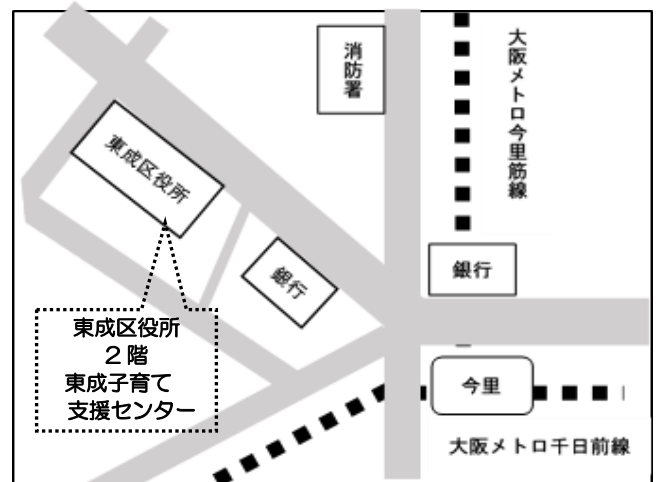 消防署
大阪メトロ今里筋線
東成区役所
銀行
銀行
東成区役所
２階
東成子育て
支援センター
今里
大阪メトロ千日前線